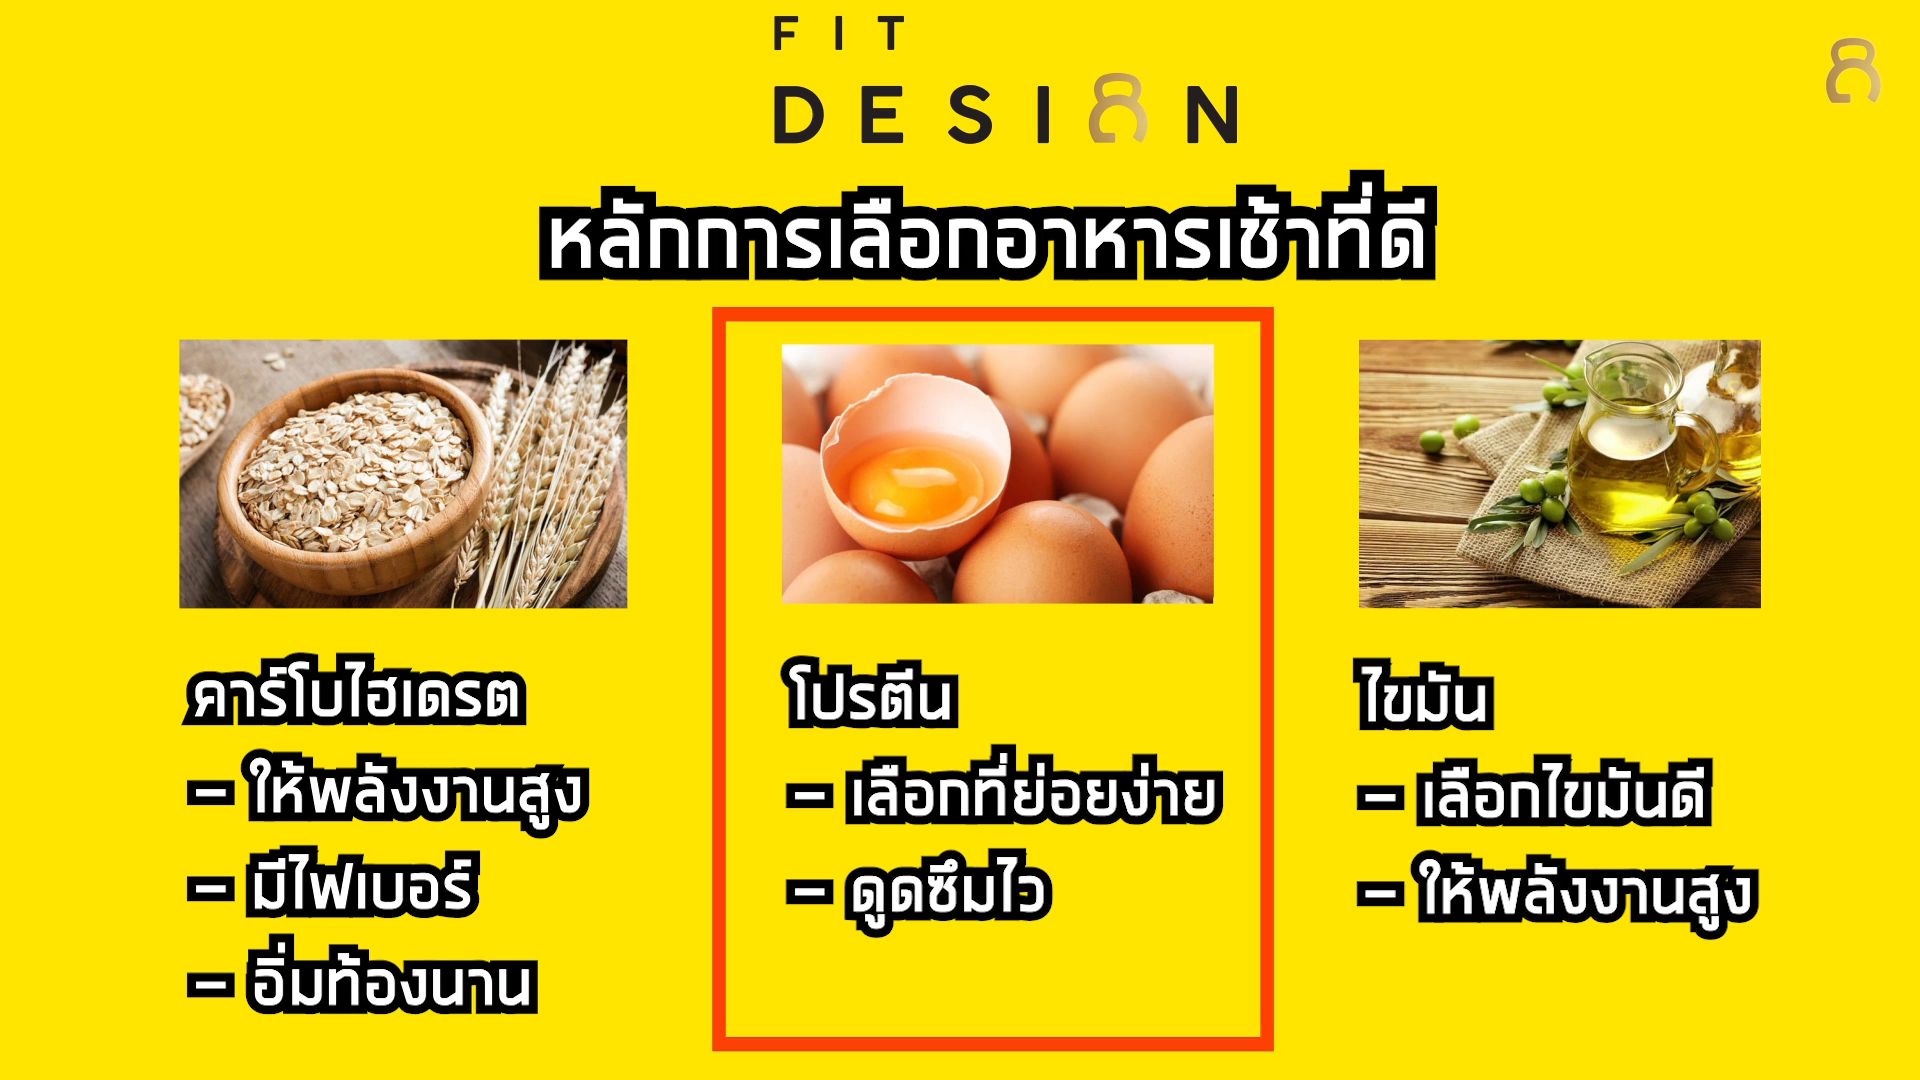 FIT
DESIGN
หลักการเลือกอาหารเช้าที่ดี
คาร์โบไฮเดรต
– ให้พลังงานสูง
– มีไฟเบอร์
– อิ่มท้องนาน
โปรตีน
– เลือกที่ย่อยง่าย
– ดูดซึมไว
ไขมัน
– เลือกไขมันดี
– ให้พลังงานสูง